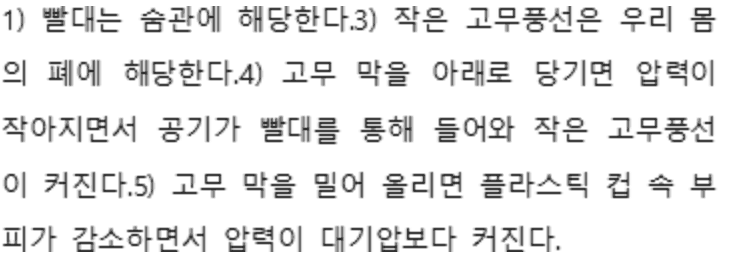 1) 빨대는 숨관에 해당한다.3) 작은 고무풍선은 우리 몸
의 폐에 해당한다.4) 고무 막을 아래로 당기면 압력이
작아지면서 공기가 빨대를 통해 들어와 작은 고무풍선
이 커진다.5) 고무 막을 밀어 올리면 플라스틱 컵 속 부
피가 감소하면서 압력이 대기압보다 커진다.